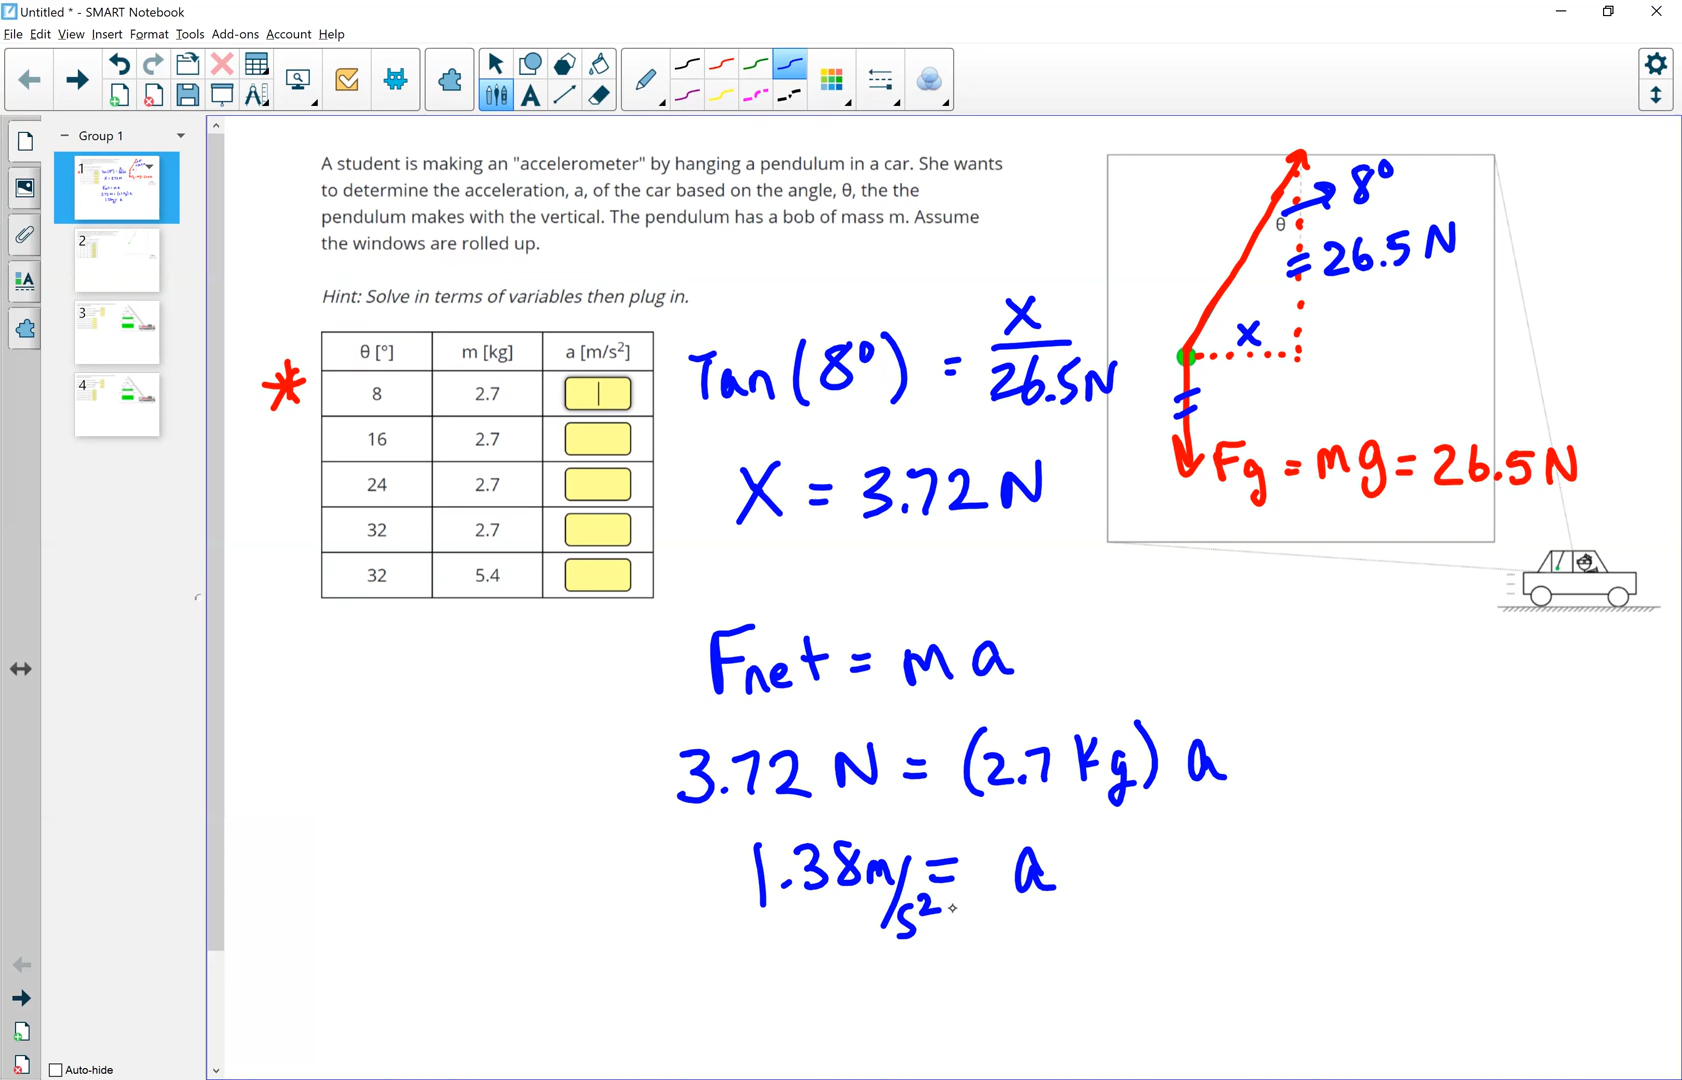 Untitled * - SMART Notebook
File Edit View Insert Format Tools Add-ons Account Help
Group 1
1
2
3
4
A student is making an "accelerometer" by hanging a pendulum in a car. She wants
to determine the acceleration, a, of the car based on the angle, θ, the the
pendulum makes with the vertical. The pendulum has a bob of mass m. Assume
the windows are rolled up.
Hint: Solve in terms of variables then plug in.
θ [°] m [kg] a [m/s²]
8 2.7
16 2.7
24 2.7
32 2.7
32 5.4
*
Tan (8°) = x / 26.5N
X = 3.72 N
θ
8°
= 26.5 N
x
Fg = mg = 26.5 N
Fnet = m a
3.72 N = (2.7 kg) a
1.38 m/s² = a
Auto-hide